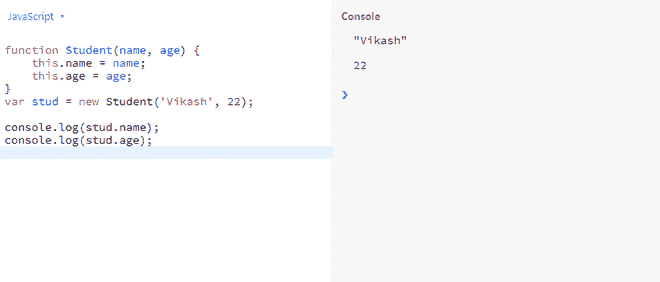 JavaScript
function Student(name, age) {
    this.name = name;
    this.age = age;
}
var stud = new Student('Vikash', 22);
console.log(stud.name);
console.log(stud.age);
Console
"Vikash"
22